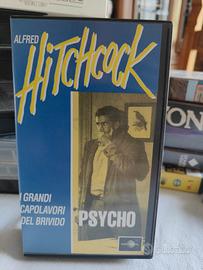 ALFRED
HITCHCOCK
GRANDI
CAPOLAVORI
DEL BRIVIDO
PSYCHO